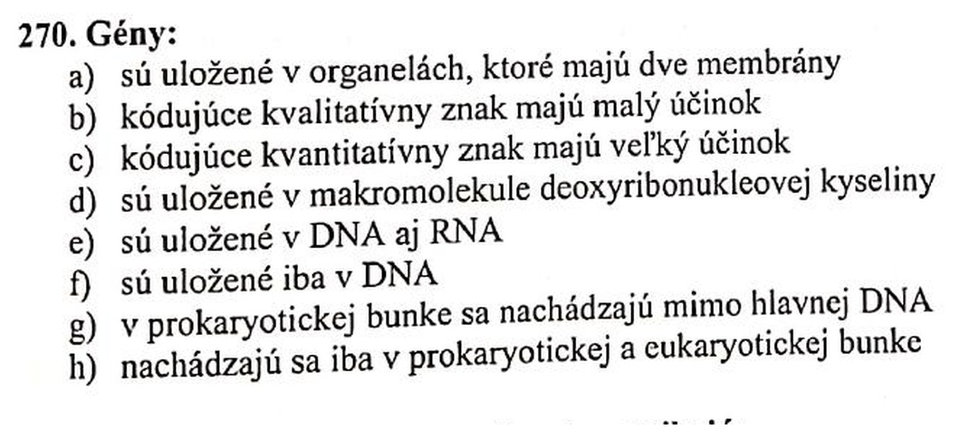 270. Gény:
a) sú uložené v organelách, ktoré majú dve membrány
b) kódujúce kvalitatívny znak majú malý účinok
c) kódujúce kvantitatívny znak majú veľký účinok
d) sú uložené v makromolekule deoxyribonukleovej kyseliny
e) sú uložené v DNA aj RNA
f) sú uložené iba v DNA
g) v prokaryotickej bunke sa nachádzajú mimo hlavnej DNA
h) nachádzajú sa iba v prokaryotickej a eukaryotickej bunke